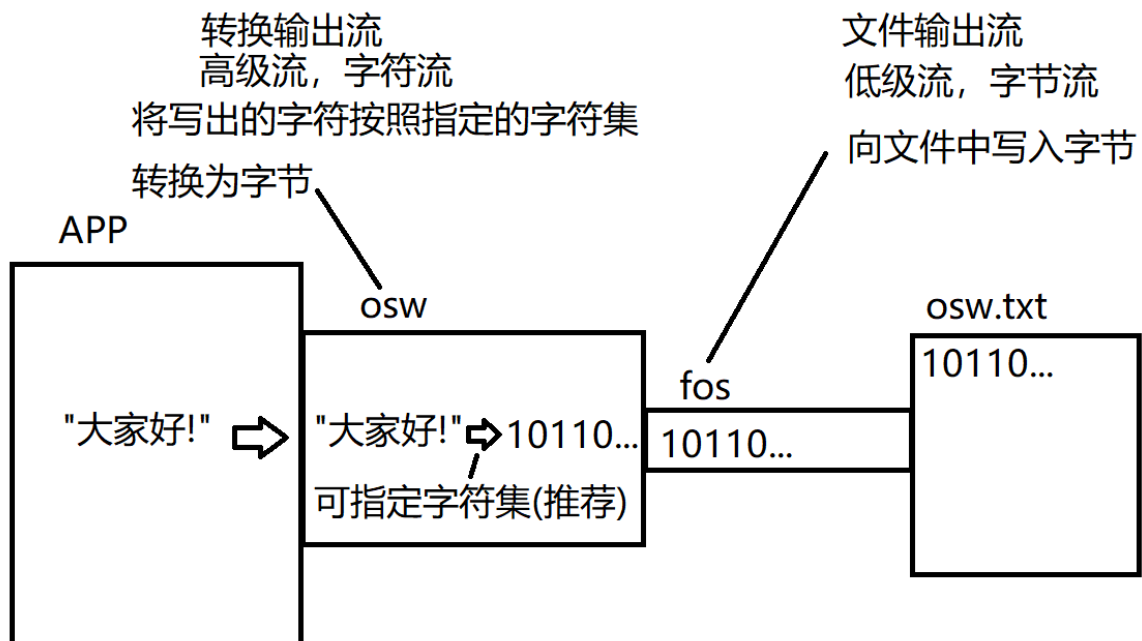 转换输出流
高级流，字符流
将写出的字符按照指定的字符集
转换为字节
文件输出流
低级流，字节流
向文件中写入字节
APP
osw
fos
osw.txt
"大家好!"
"大家好!"
10110...
可指定字符集(推荐)
10110...
10110...